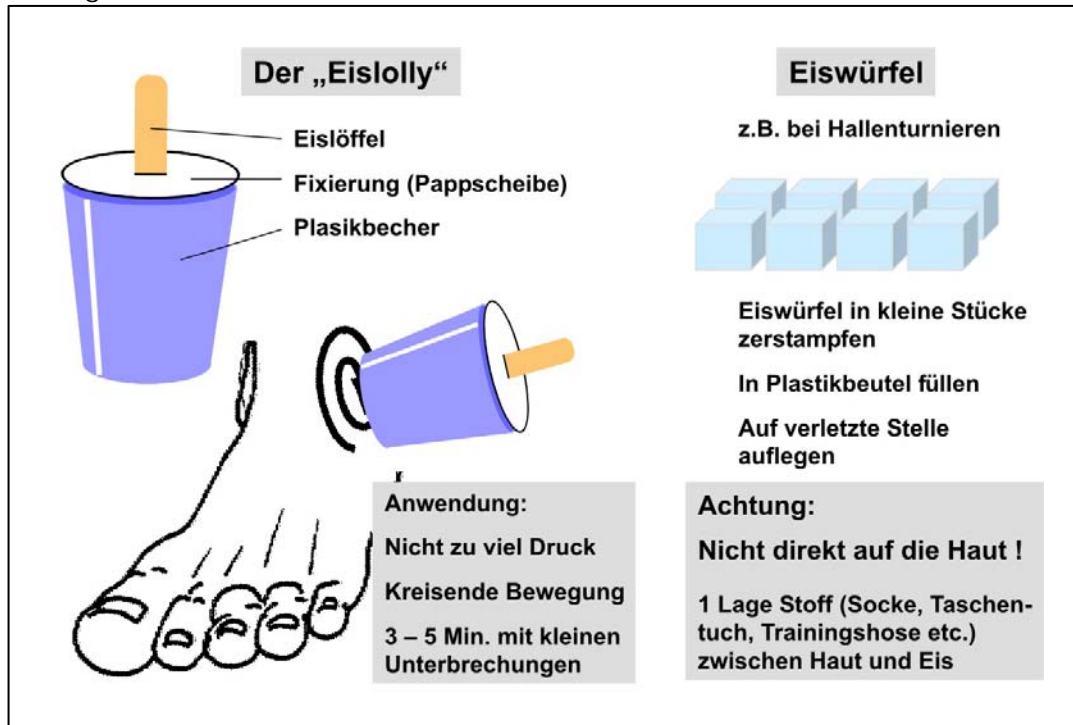 Der „Eislolly“
Eislöffel
Fixierung (Pappscheibe)
Plasikbecher
Anwendung:
Nicht zu viel Druck
Kreisende Bewegung
3 – 5 Min. mit kleinen
Unterbrechungen
Eiswürfel
z.B. bei Hallenturnieren
Eiswürfel in kleine Stücke
zerstampfen
In Plastikbeutel füllen
Auf verletzte Stelle
auflegen
Achtung:
Nicht direkt auf die Haut !
1 Lage Stoff (Socke, Taschen-
tuch, Trainingshose etc.)
zwischen Haut und Eis